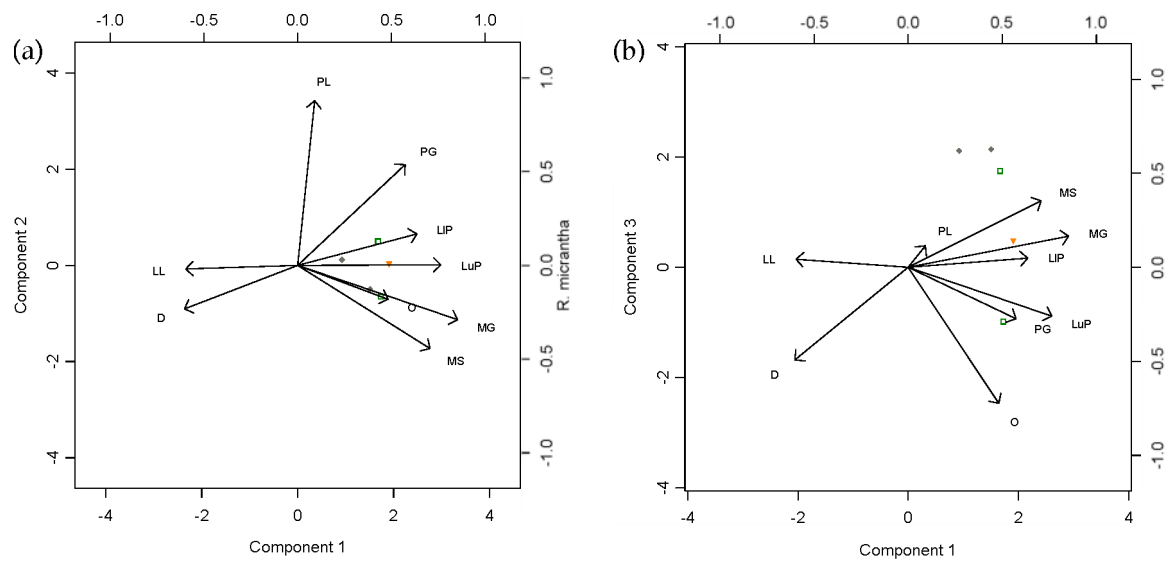 -1.0 -0.5 0.0 0.5 1.0
(a)
4 2 0 -2 -4
Component 2
PL
PG
LIP
LL
LuP
D
O
MG
MS
1.0 0.5 0.0 -0.5 -1.0
R. micrantha
-4 -2 0 2 4
Component 1
-1.0 -0.5 0.0 0.5 1.0
(b)
4 2 0 -2 -4
Component 3
MS
PL
MG
LL
LIP
LuP
PG
D
O
1.0 0.5 0.0 -0.5 -1.0
-4 -2 0 2 4
Component 1